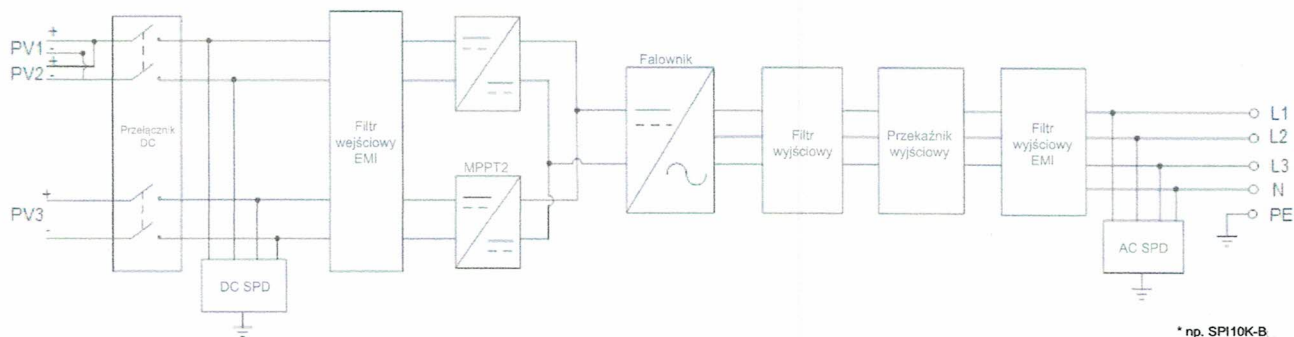 PV1
+
-
PV2
+
-
PV3
+
-
Przełącznik
DC
DC SPD
Filtr
wejściowy
EMI
MPPT2
Falownik
Filtr
wyjściowy
Przekaźnik
wyjściowy
Filtr
wyjściowy
EMI
L1
L2
L3
N
PE
AC SPD
* np. SPI10K-B